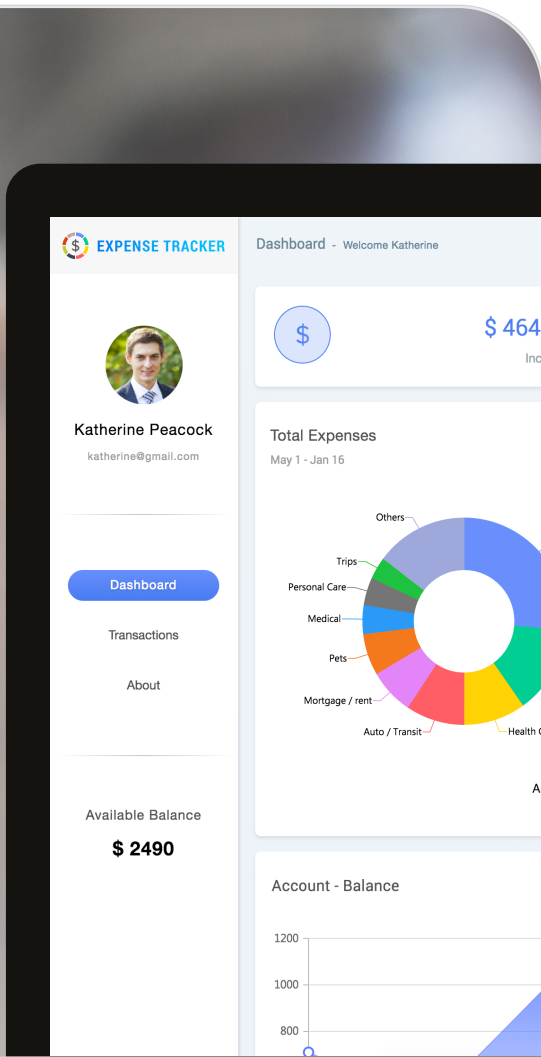 $ EXPENSE TRACKER
Dashboard - Welcome Katherine
$
$ 464
Inc
Katherine Peacock
katherine@gmail.com
Dashboard
Transactions
About
Available Balance
$ 2490
Total Expenses
May 1 - Jan 16
Others
Trips
Personal Care
Medical
Pets
Mortgage / rent
Auto / Transit
Health
A
Account - Balance
1200
1000
800